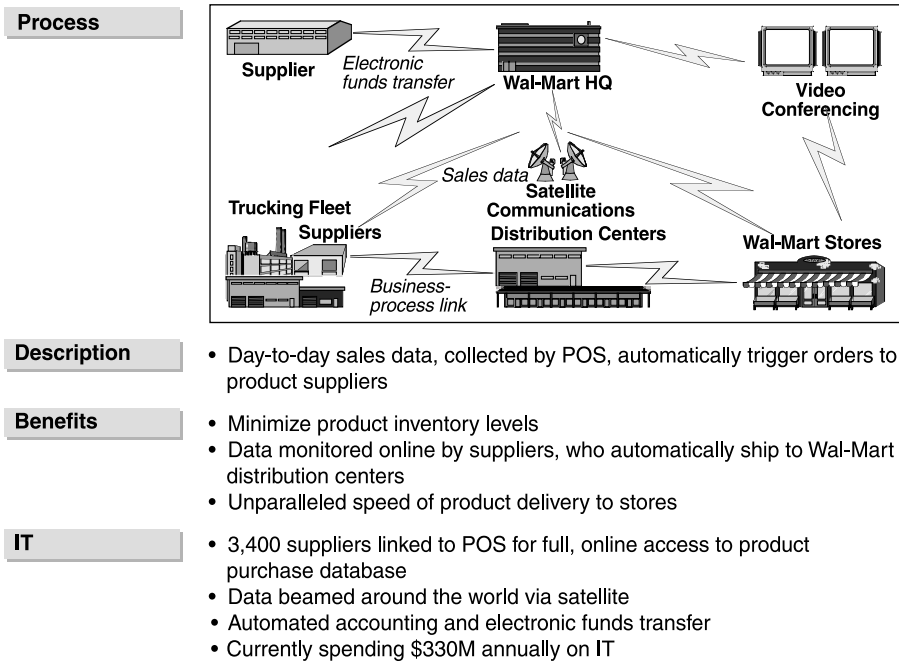 Process
Supplier
Electronic
funds transfer
Wal-Mart HQ
Video
Conferencing
Sales data
Satellite
Communications
Trucking Fleet
Suppliers
Distribution Centers
Wal-Mart Stores
Business-
process link
Description
• Day-to-day sales data, collected by POS, automatically trigger orders to
product suppliers
Benefits
• Minimize product inventory levels
• Data monitored online by suppliers, who automatically ship to Wal-Mart
distribution centers
• Unparalleled speed of product delivery to stores
IT
• 3,400 suppliers linked to POS for full, online access to product
purchase database
• Data beamed around the world via satellite
• Automated accounting and electronic funds transfer
• Currently spending $330M annually on IT